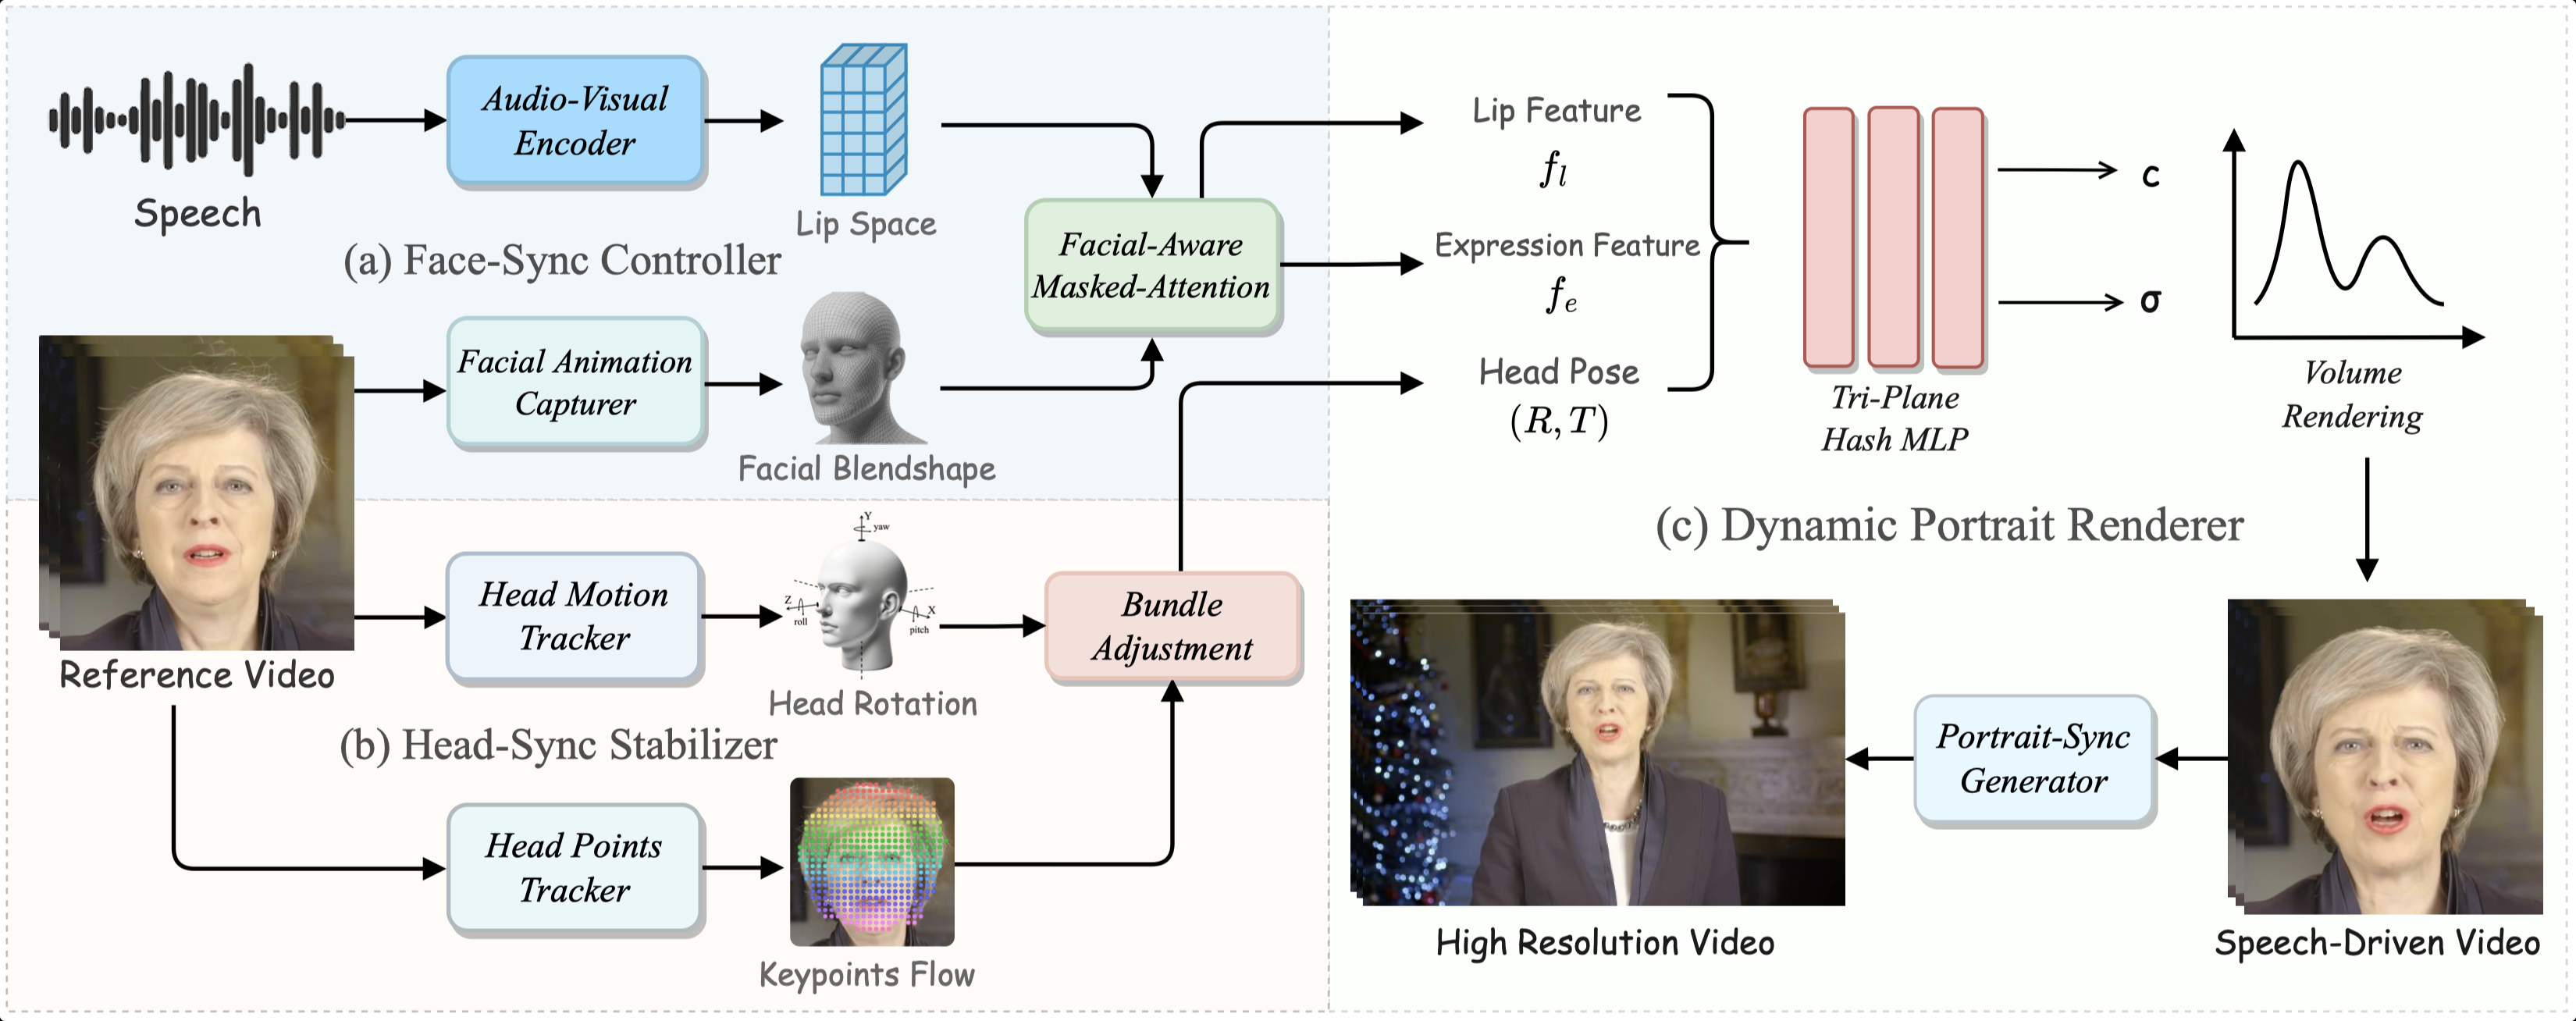 Speech
Audio-Visual
Encoder
Lip Space
(a) Face-Sync Controller
Facial-Aware
Masked-Attention
Reference Video
Facial Animation
Capturer
Facial Blendshape
Head Motion
Tracker
Y
yaw
Z
roll
X
pitch
Head Rotation
Bundle
Adjustment
(b) Head-Sync Stabilizer
Head Points
Tracker
Keypoints Flow
Lip Feature
f_l
Expression Feature
f_e
Head Pose
(R, T)
Tri-Plane
Hash MLP
c
σ
Volume
Rendering
(c) Dynamic Portrait Renderer
High Resolution Video
Portrait-Sync
Generator
Speech-Driven Video